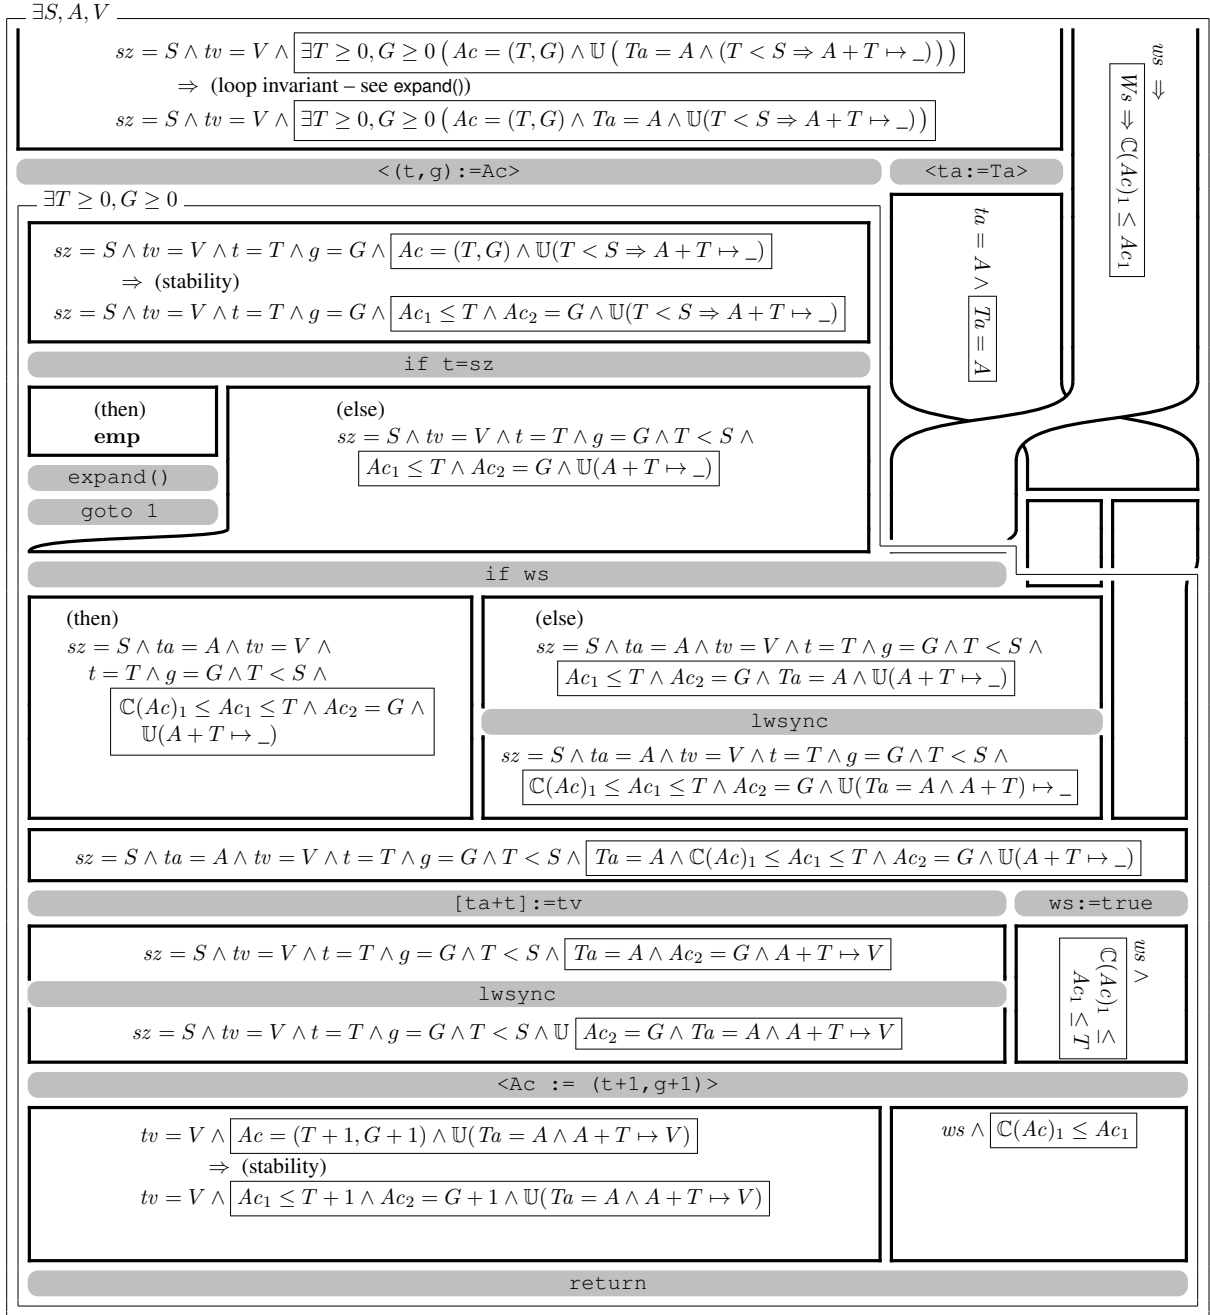 ∃S, A, V
sz = S ∧ tv = V ∧ ∃T ≥ 0, G ≥ 0 ( Ac = (T, G) ∧ 𝕌 ( Ta = A ∧ (T < S ⇒ A + T ↦ _) ) )
⇒ (loop invariant – see expand())
sz = S ∧ tv = V ∧ ∃T ≥ 0, G ≥ 0 ( Ac = (T, G) ∧ Ta = A ∧ 𝕌(T < S ⇒ A + T ↦ _) )
ws ⇒
Ws ⇒ ℂ(Ac)₁ ≤ Ac₁
<(t,g):=Ac>
<ta:=Ta>
∃T ≥ 0, G ≥ 0
sz = S ∧ tv = V ∧ t = T ∧ g = G ∧ Ac = (T, G) ∧ 𝕌(T < S ⇒ A + T ↦ _)
⇒ (stability)
sz = S ∧ tv = V ∧ t = T ∧ g = G ∧ Ac₁ ≤ T ∧ Ac₂ = G ∧ 𝕌(T < S ⇒ A + T ↦ _)
ta = A ∧ Ta = A
if t=sz
(then)
emp
(else)
sz = S ∧ tv = V ∧ t = T ∧ g = G ∧ T < S ∧
Ac₁ ≤ T ∧ Ac₂ = G ∧ 𝕌(A + T ↦ _)
expand()
goto 1
if ws
(then)
sz = S ∧ ta = A ∧ tv = V ∧
t = T ∧ g = G ∧ T < S ∧
ℂ(Ac)₁ ≤ Ac₁ ≤ T ∧ Ac₂ = G ∧
𝕌(A + T ↦ _)
(else)
sz = S ∧ ta = A ∧ tv = V ∧ t = T ∧ g = G ∧ T < S ∧
Ac₁ ≤ T ∧ Ac₂ = G ∧ Ta = A ∧ 𝕌(A + T ↦ _)
lwsync
sz = S ∧ ta = A ∧ tv = V ∧ t = T ∧ g = G ∧ T < S ∧
ℂ(Ac)₁ ≤ Ac₁ ≤ T ∧ Ac₂ = G ∧ 𝕌(Ta = A ∧ A + T) ↦ _
sz = S ∧ ta = A ∧ tv = V ∧ t = T ∧ g = G ∧ T < S ∧ Ta = A ∧ ℂ(Ac)₁ ≤ Ac₁ ≤ T ∧ Ac₂ = G ∧ 𝕌(A + T ↦ _)
[ta+t]:=tv
ws:=true
sz = S ∧ tv = V ∧ t = T ∧ g = G ∧ T < S ∧ Ta = A ∧ Ac₂ = G ∧ A + T ↦ V
lwsync
sz = S ∧ tv = V ∧ t = T ∧ g = G ∧ T < S ∧ 𝕌 Ac₂ = G ∧ Ta = A ∧ A + T ↦ V
ws ∧
ℂ(Ac)₁ ≤
Ac₁ ≤ T
<Ac := (t+1,g+1)>
tv = V ∧ Ac = (T + 1, G + 1) ∧ 𝕌(Ta = A ∧ A + T ↦ V)
⇒ (stability)
tv = V ∧ Ac₁ ≤ T + 1 ∧ Ac₂ = G + 1 ∧ 𝕌(Ta = A ∧ A + T ↦ V)
ws ∧ ℂ(Ac)₁ ≤ Ac₁
return